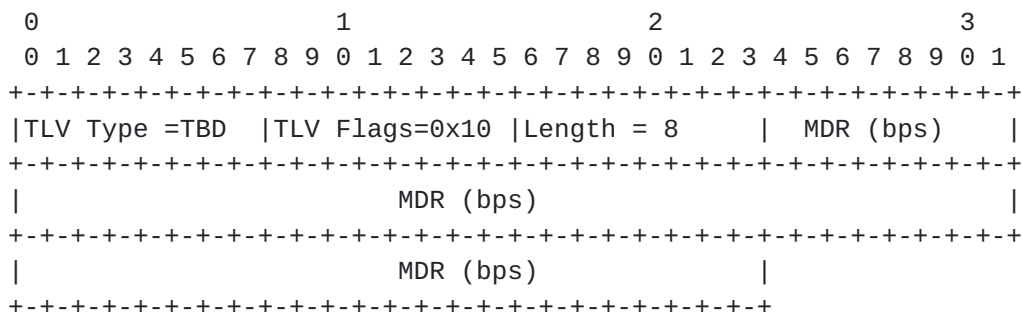 0                   1                   2                   3
 0 1 2 3 4 5 6 7 8 9 0 1 2 3 4 5 6 7 8 9 0 1 2 3 4 5 6 7 8 9 0 1
+-+-+-+-+-+-+-+-+-+-+-+-+-+-+-+-+-+-+-+-+-+-+-+-+-+-+-+-+-+-+-+-+
|TLV Type =TBD  |TLV Flags=0x10 |Length = 8     |  MDR (bps)    |
+-+-+-+-+-+-+-+-+-+-+-+-+-+-+-+-+-+-+-+-+-+-+-+-+-+-+-+-+-+-+-+-+
|                        MDR (bps)                              |
+-+-+-+-+-+-+-+-+-+-+-+-+-+-+-+-+-+-+-+-+-+-+-+-+-+-+-+-+-+-+-+-+
|                        MDR (bps)              |
+-+-+-+-+-+-+-+-+-+-+-+-+-+-+-+-+-+-+-+-+-+-+-+-+